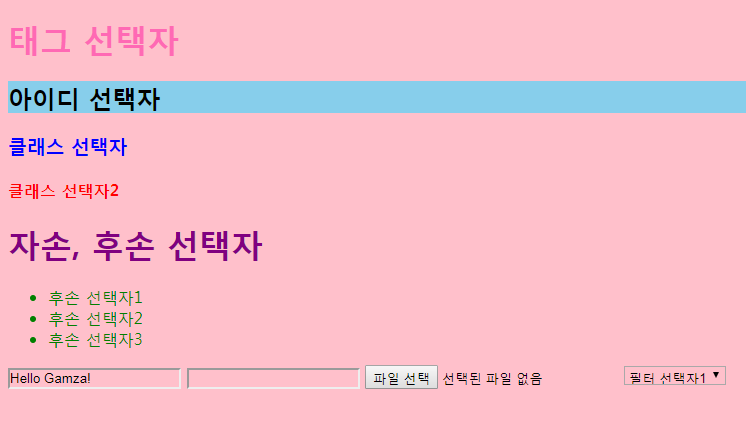 태그 선택자
아이디 선택자
클래스 선택자
클래스 선택자2
자손, 후손 선택자
후손 선택자1
후손 선택자2
후손 선택자3
Hello Gamza! 파일 선택 선택된 파일 없음 필터 선택자1